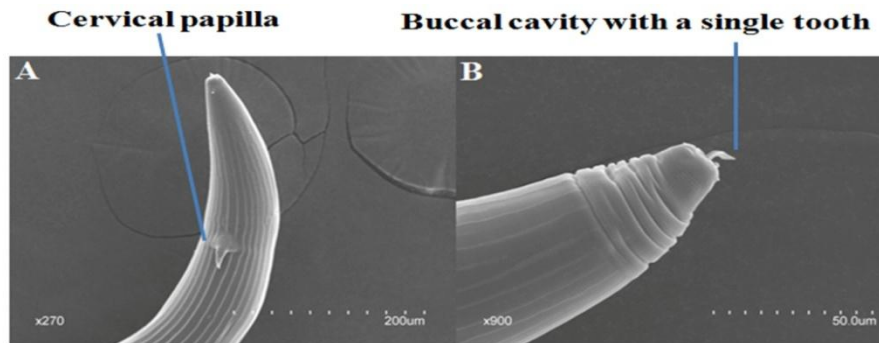 Cervical papilla
Buccal cavity with a single tooth
A
B
x270
200um
x900
50.0um